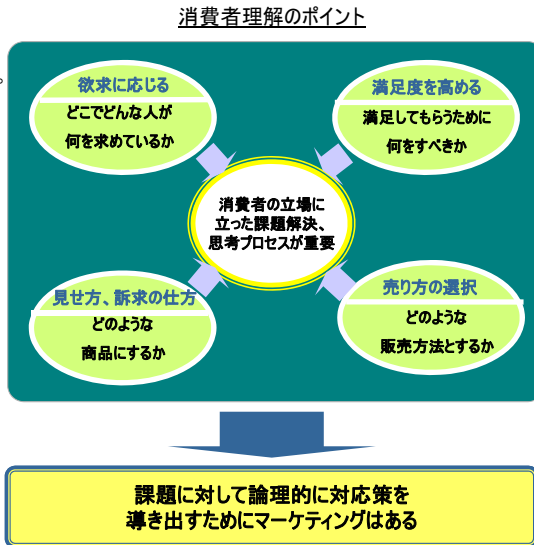 消費者理解のポイント
。
欲求に応じる
どこでどんな人が
何を求めているか
満足度を高める
満足してもらうために
何をすべきか
消費者の立場に
立った課題解決、
思考プロセスが重要
見せ方、訴求の仕方
どのような
商品にするか
売り方の選択
どのような
販売方法とするか
課題に対して論理的に対応策を
導き出すためにマーケティングはある